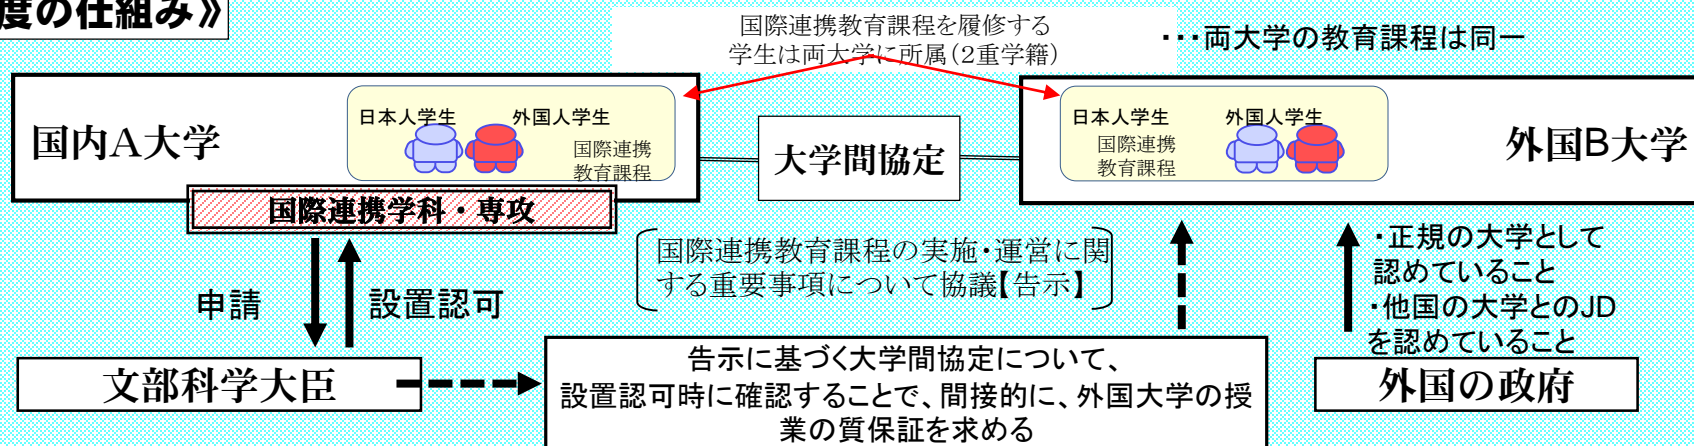 度の仕組み》
国際連携教育課程を履修する
学生は両大学に所属(2重学籍)
・・・両大学の教育課程は同一
国内A大学
日本人学生
外国人学生
国際連携
教育課程
国際連携学科・専攻
大学間協定
日本人学生
外国人学生
国際連携
教育課程
外国B大学
国際連携教育課程の実施・運営に関
する重要事項について協議【告示】
申請
設置認可
・正規の大学として
認めていること
・他国の大学とのJD
を認めていること
文部科学大臣
告示に基づく大学間協定について、
設置認可時に確認することで、間接的に、外国大学の授
業の質保証を求める
外国の政府